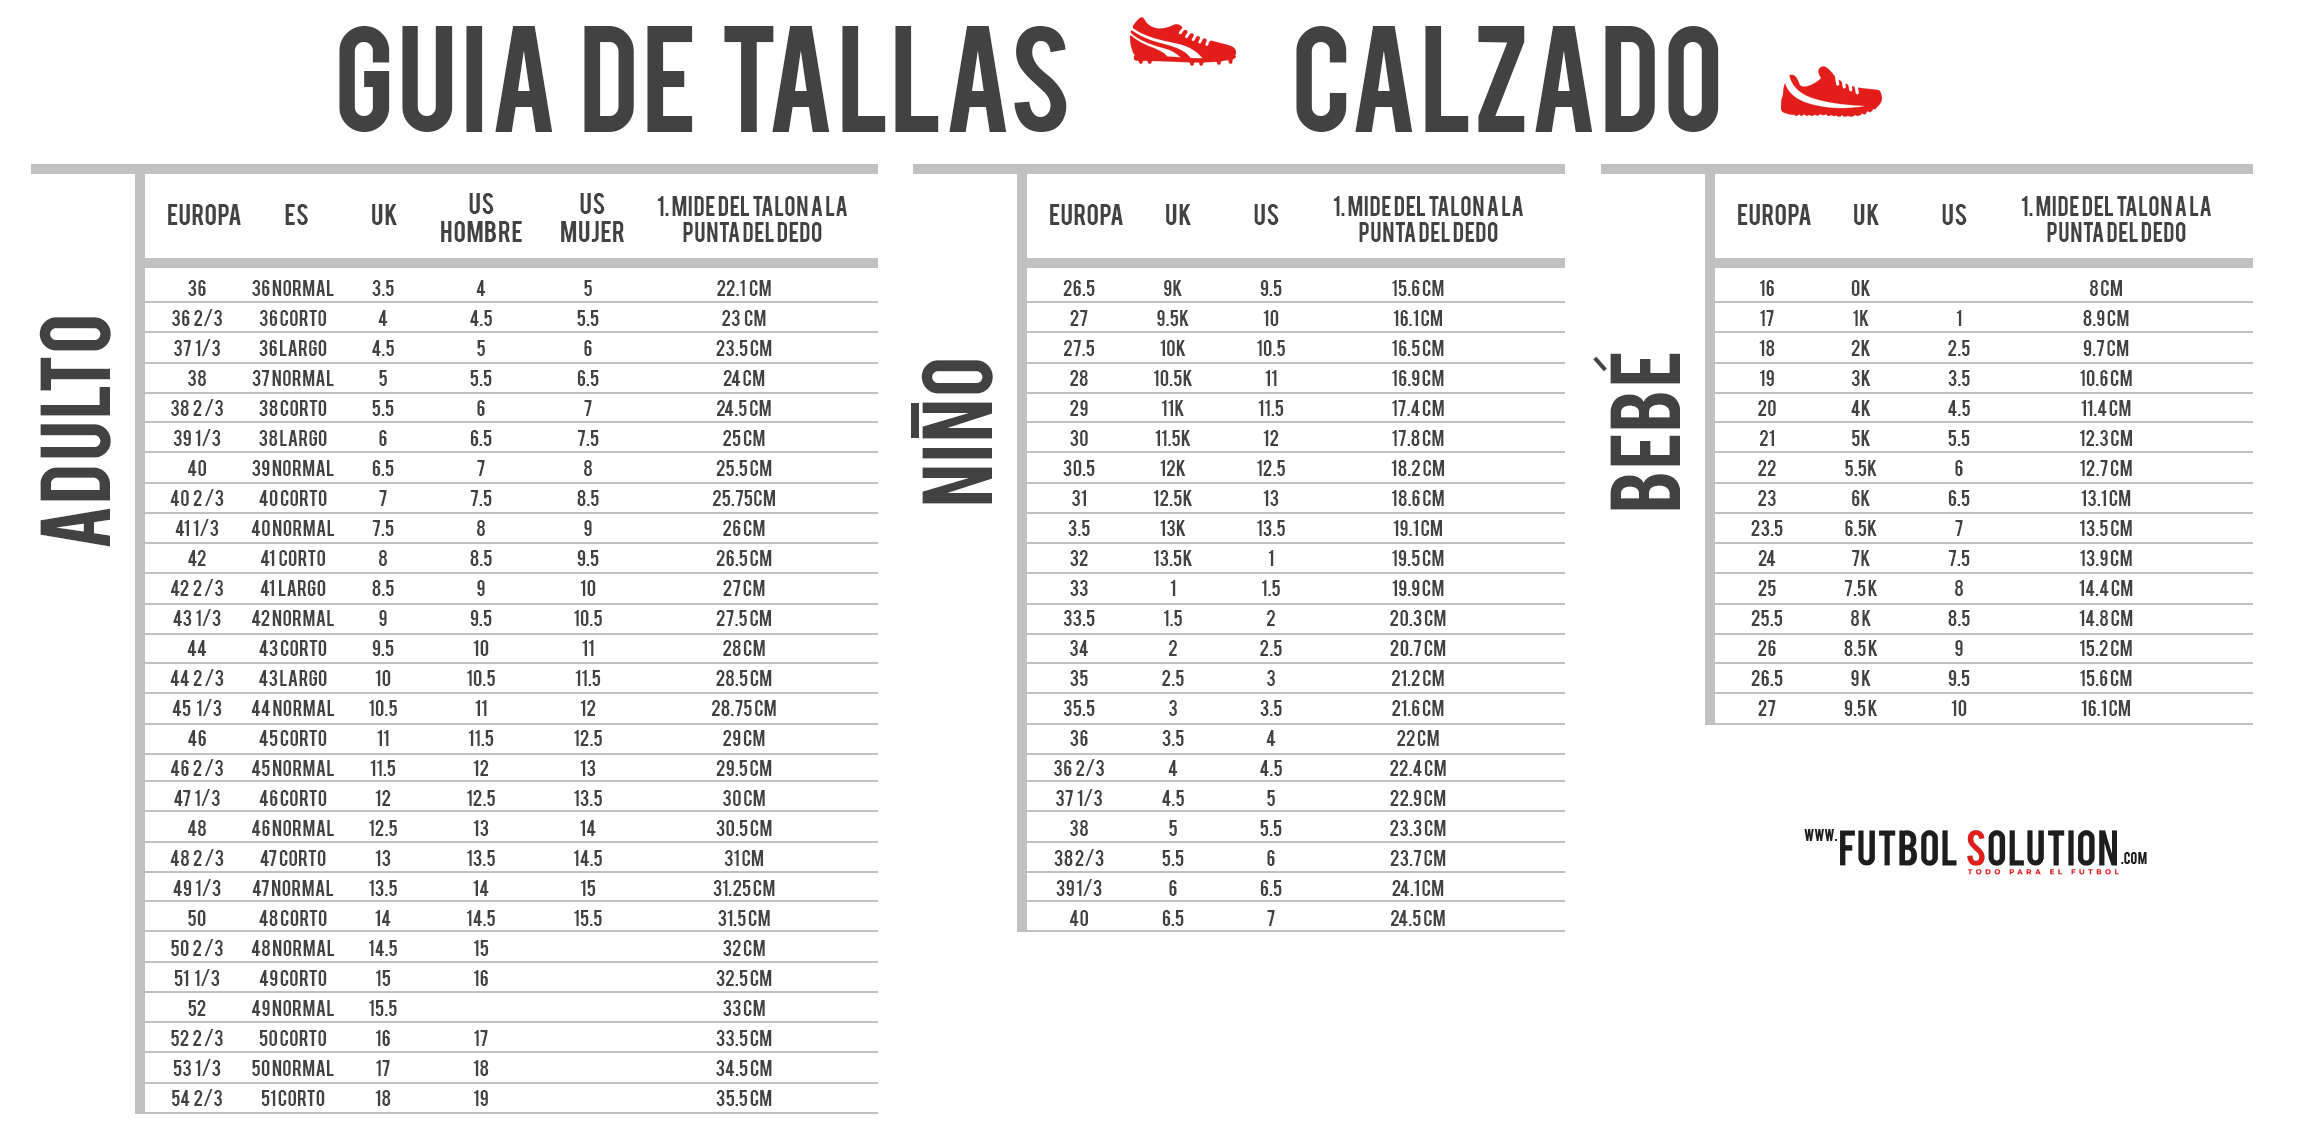 GUIA DE TALLAS CALZADO
ADULTO
EUROPA ES UK US HOMBRE US MUJER 1. MIDE DEL TALON A LA PUNTA DEL DEDO
36 36 NORMAL 3.5 4 5 22.1 CM
36 2/3 36 CORTO 4 4.5 5.5 23 CM
37 1/3 36 LARGO 4.5 5 6 23.5 CM
38 37 NORMAL 5 5.5 6.5 24 CM
38 2/3 38 CORTO 5.5 6 7 24.5 CM
39 1/3 38 LARGO 6 6.5 7.5 25 CM
40 39 NORMAL 6.5 7 8 25.5 CM
40 2/3 40 CORTO 7 7.5 8.5 25.75CM
41 1/3 40 NORMAL 7.5 8 9 26 CM
42 41 CORTO 8 8.5 9.5 26.5 CM
42 2/3 41 LARGO 8.5 9 10 27 CM
43 1/3 42 NORMAL 9 9.5 10.5 27.5 CM
44 43 CORTO 9.5 10 11 28 CM
44 2/3 43 LARGO 10 10.5 11.5 28.5 CM
45 1/3 44 NORMAL 10.5 11 12 28.75 CM
46 45 CORTO 11 11.5 12.5 29 CM
46 2/3 45 NORMAL 11.5 12 13 29.5 CM
47 1/3 46 CORTO 12 12.5 13.5 30 CM
48 46 NORMAL 12.5 13 14 30.5 CM
48 2/3 47 CORTO 13 13.5 14.5 31 CM
49 1/3 47 NORMAL 13.5 14 15 31.25 CM
50 48 CORTO 14 14.5 15.5 31.5 CM
50 2/3 48 NORMAL 14.5 15 32 CM
51 1/3 49 CORTO 15 16 32.5 CM
52 49 NORMAL 15.5 33 CM
52 2/3 50 CORTO 16 17 33.5 CM
53 1/3 50 NORMAL 17 18 34.5 CM
54 2/3 51 CORTO 18 19 35.5 CM
NIÑO
EUROPA UK US 1. MIDE DEL TALON A LA PUNTA DEL DEDO
26.5 9K 9.5 15.6 CM
27 9.5K 10 16.1 CM
27.5 10K 10.5 16.5 CM
28 10.5K 11 16.9 CM
29 11K 11.5 17.4 CM
30 11.5K 12 17.8 CM
30.5 12K 12.5 18.2 CM
31 12.5K 13 18.6 CM
3.5 13K 13.5 19.1 CM
32 13.5K 1 19.5 CM
33 1 1.5 19.9 CM
33.5 1.5 2 20.3 CM
34 2 2.5 20.7 CM
35 2.5 3 21.2 CM
35.5 3 3.5 21.6 CM
36 3.5 4 22 CM
36 2/3 4 4.5 22.4 CM
37 1/3 4.5 5 22.9 CM
38 5 5.5 23.3 CM
38 2/3 5.5 6 23.7 CM
39 1/3 6 6.5 24.1 CM
40 6.5 7 24.5 CM
BEBÈ
EUROPA UK US 1. MIDE DEL TALON A LA PUNTA DEL DEDO
16 0K 8 CM
17 1K 1 8.9 CM
18 2K 2.5 9.7 CM
19 3K 3.5 10.6 CM
20 4K 4.5 11.4 CM
21 5K 5.5 12.3 CM
22 5.5K 6 12.7 CM
23 6K 6.5 13.1 CM
23.5 6.5K 7 13.5 CM
24 7K 7.5 13.9 CM
25 7.5K 8 14.4 CM
25.5 8K 8.5 14.8 CM
26 8.5K 9 15.2 CM
26.5 9K 9.5 15.6 CM
27 9.5K 10 16.1 CM
WWW.FUTBOL SOLUTION.COM
TODO PARA EL FUTBOL